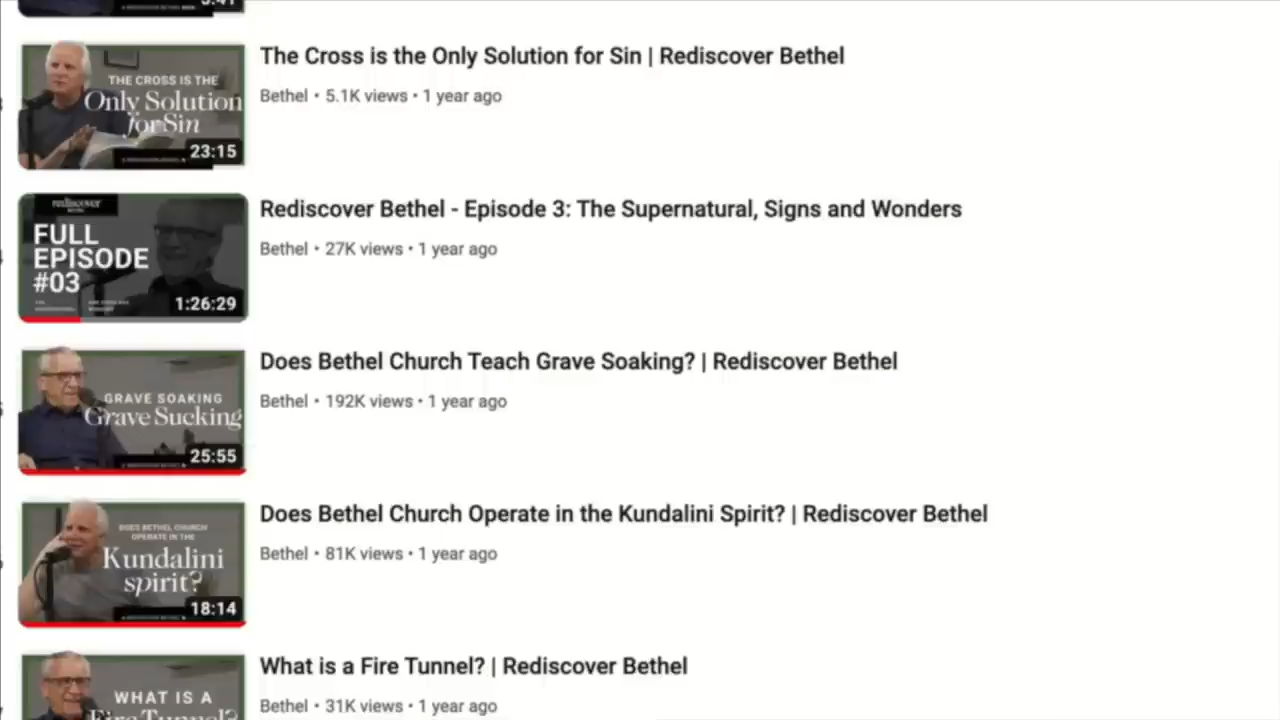 The Cross is the Only Solution for Sin | Rediscover Bethel
Bethel • 5.1K views • 1 year ago
THE CROSS IS THE
Only Solution
for Sin
23:15
Rediscover Bethel - Episode 3: The Supernatural, Signs and Wonders
Bethel • 27K views • 1 year ago
rediscover
FULL
EPISODE
#03
1:26:29
Does Bethel Church Teach Grave Soaking? | Rediscover Bethel
Bethel • 192K views • 1 year ago
GRAVE SOAKING
Grave Sucking
25:55
Does Bethel Church Operate in the Kundalini Spirit? | Rediscover Bethel
Bethel • 81K views • 1 year ago
DOES BETHEL CHURCH
OPERATE IN THE
Kundalini
spirit?
18:14
What is a Fire Tunnel? | Rediscover Bethel
Bethel • 31K views • 1 year ago
WHAT IS A
Fire Tunnel?